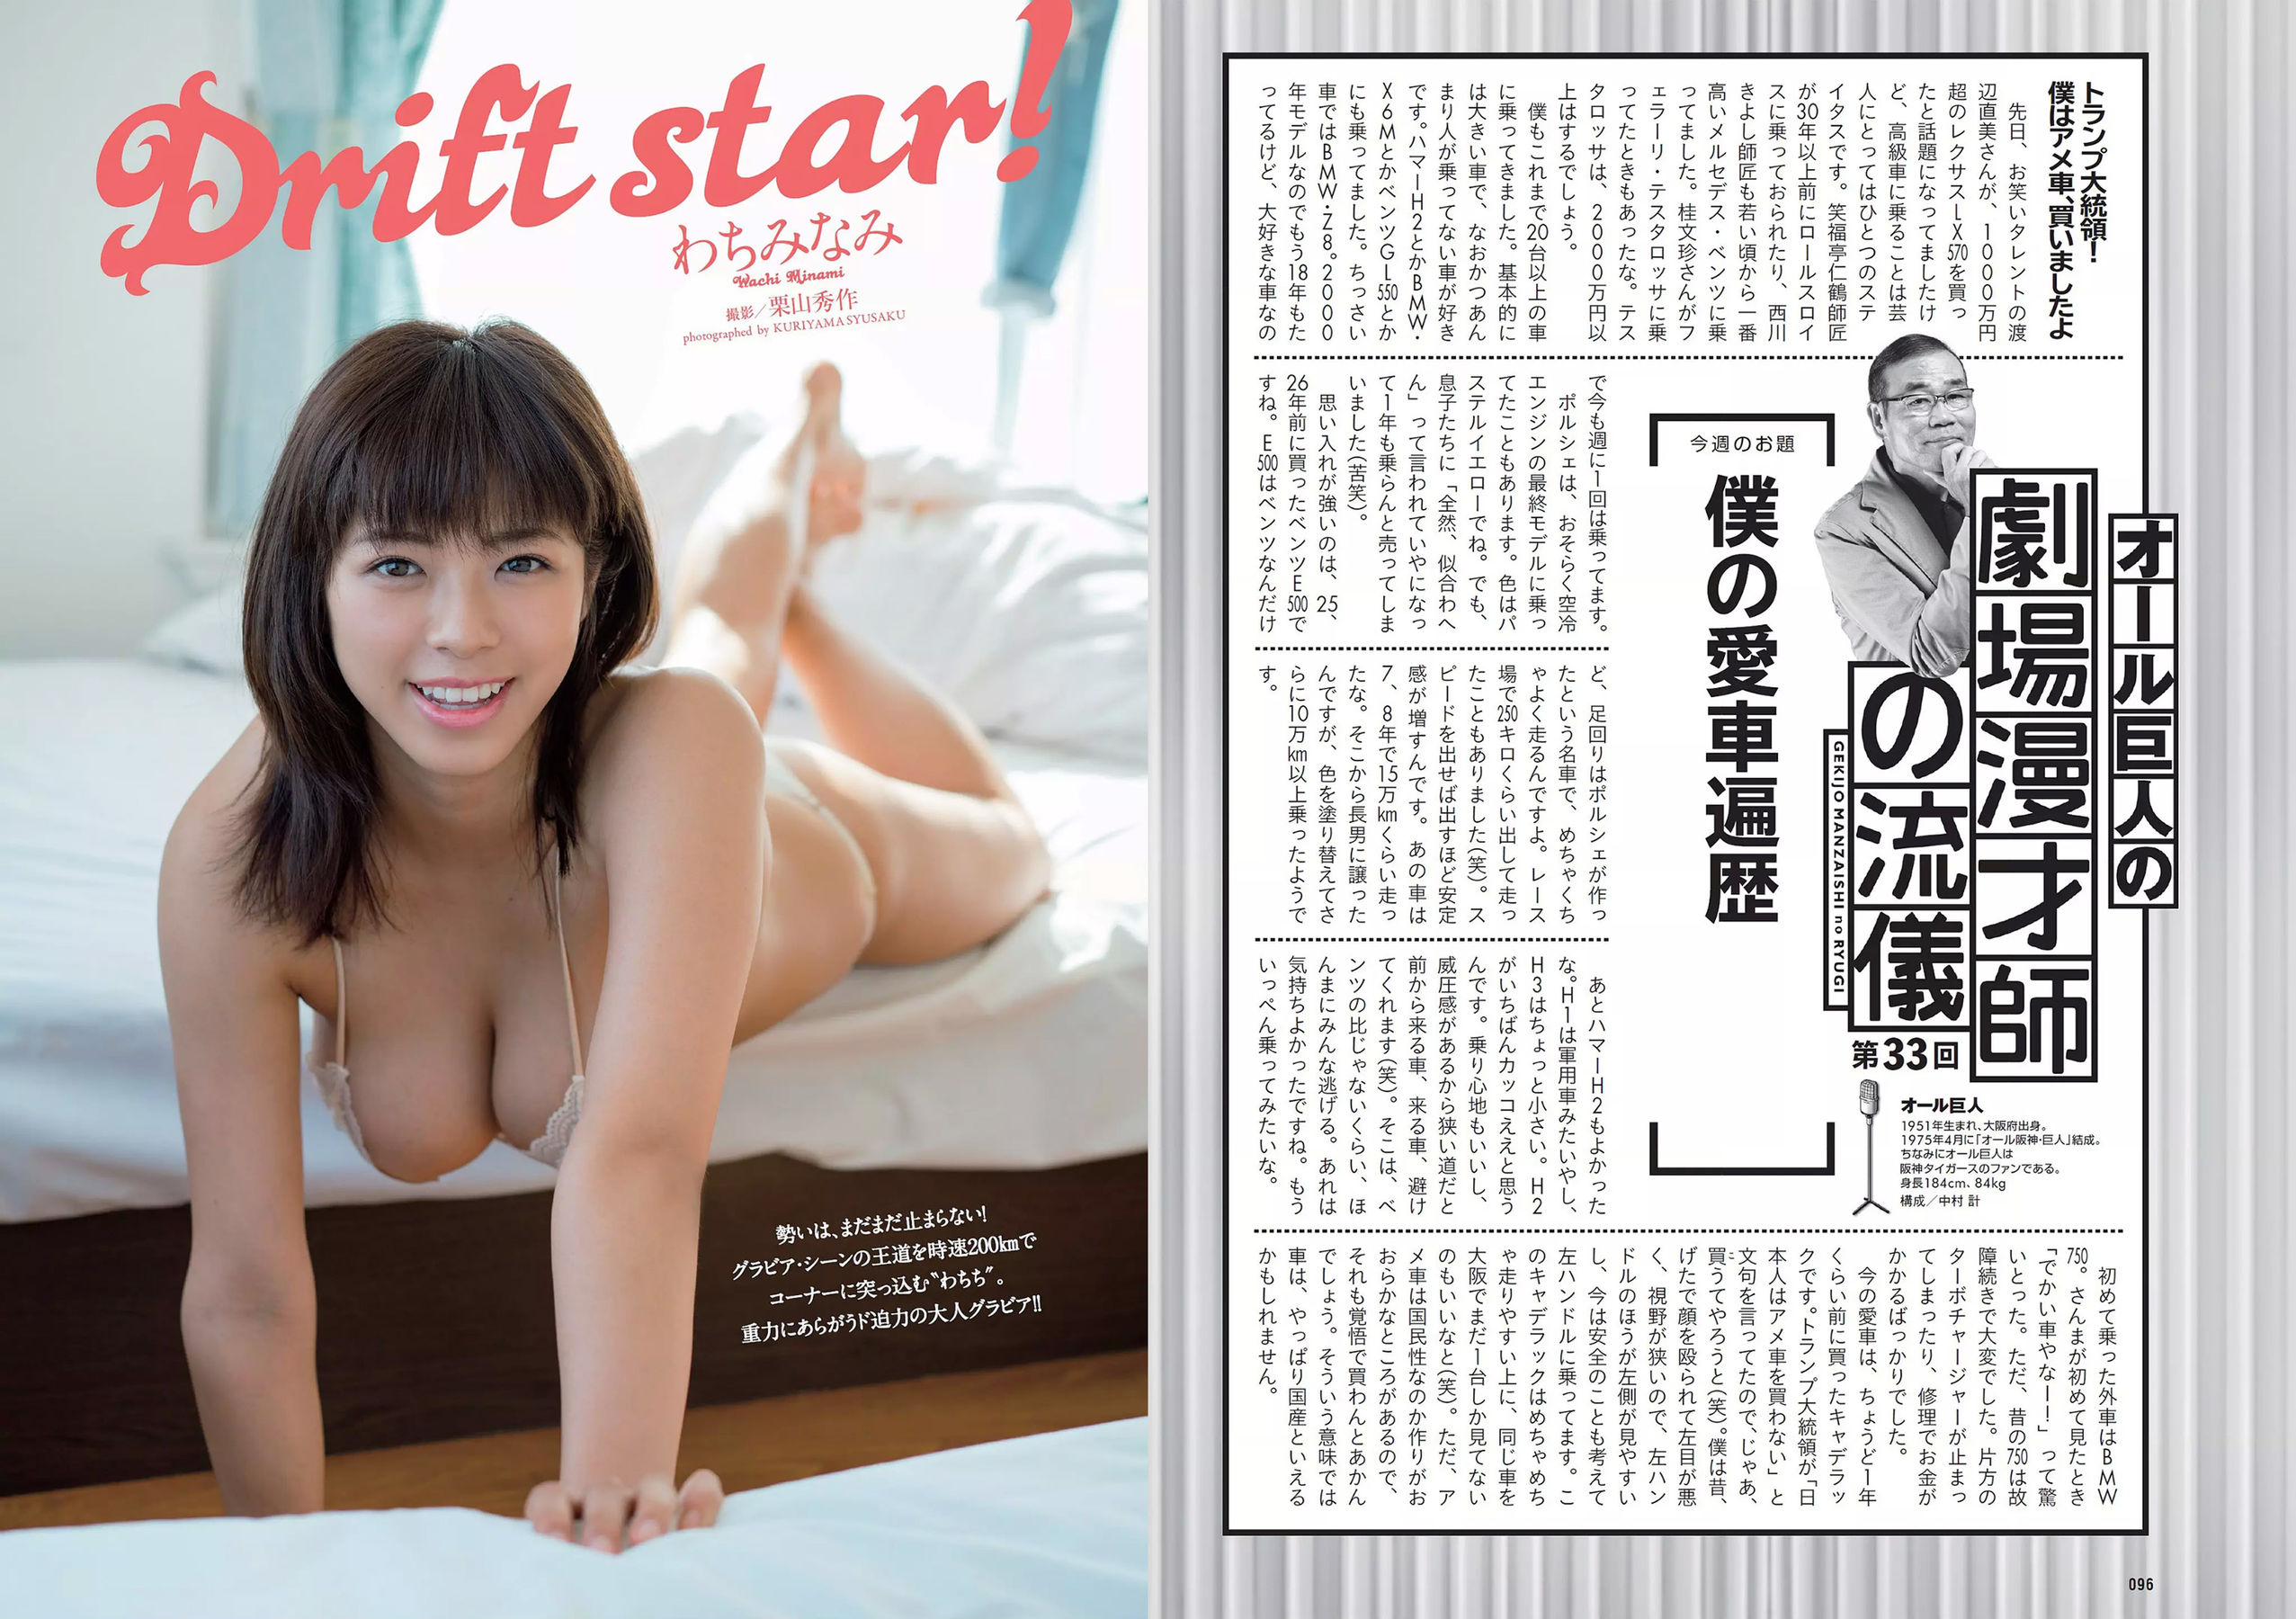 Drift star!
わちみなみ
Wachi Minami
撮影／栗山秀作
photographed by KURIYAMA SYUSAKU
勢いは、まだまだ止まらない！
グラビア・シーンの王道を時速200kmで
コーナーに突っ込む“わちち”。
重力にあらがうド迫力の大人グラビア!!
オール巨人の
劇場漫才師
の流儀
GEKIJO MANZAISHI no RYUGI
第33回
オール巨人
1951年生まれ、大阪府出身。
1975年4月に「オール阪神・巨人」結成。
ちなみにオール巨人は
阪神タイガースのファンである。
身長184cm、84kg
構成／中村 計
今週のお題
僕の愛車遍歴
トランプ大統領！
僕はアメ車、買いましたよ
先日、お笑いタレントの渡
辺直美さんが、1000万円
超のレクサスLX570を買っ
たと話題になってましたけ
ど、高級車に乗ることは芸
人にとってはひとつのステ
イタスです。笑福亭仁鶴師匠
が30年以上前にロールスロイ
スに乗っておられたり、西川
きよし師匠も若い頃から一番
高いメルセデス・ベンツに乗
ってました。桂文珍さんがフ
ェラーリ・テスタロッサに乗
ってたときもあったな。テス
タロッサは、2000万円以
上はするでしょう。
僕もこれまで20台以上の車
に乗ってきました。基本的に
は大きい車で、なおかつあん
まり人が乗ってない車が好き
です。ハマーH2とかBMW・
X6MとかベンツGL550とか
にも乗ってました。ちっさい
車ではBMW・Z8。2000
年モデルなのでもう18年もた
ってるけど、大好きな車なの
で今も週に1回は乗ってます。
ポルシェは、おそらく空冷
エンジンの最終モデルに乗っ
てたこともあります。色はパ
ステルイエローでね。でも、
息子たちに「全然、似合わへ
ん」って言われていやになっ
て1年も乗らんと売ってしま
いました（苦笑）。
思い入れが強いのは、25、
26年前に買ったベンツE500で
すね。E500はベンツなんだけ
ど、足回りはポルシェが作っ
たという名車で、めちゃくち
ゃよく走るんですよ。レース
場で250キロくらい出して走っ
たこともありました（笑）。ス
ピードを出せば出すほど安定
感が増すんです。あの車は
7、8年で15万kmくらい走っ
たな。そこから長男に譲った
んですが、色を塗り替えてさ
らに10万km以上乗ったようで
す。
あとハマーH2もよかった
な。H1は軍用車みたいやし、
H3はちょっと小さい。H2
がいちばんカッコええと思う
んです。乗り心地もいいし、
威圧感があるから狭い道だと
前から来る車、来る車、避け
てくれます（笑）。そこは、ベ
ンツの比じゃないくらい、ほ
んまにみんな逃げる。あれは
気持ちよかったですね。もう
いっぺん乗ってみたいな。
初めて乗った外車はBMW
750。さんまが初めて見たとき
「でかい車やなー！」って驚
いとった。ただ、昔の750は故
障続きで大変でした。片方の
ターボチャージャーが止まっ
てしまったり、修理でお金が
かかるばっかりでした。
今の愛車は、ちょうど1年
くらい前に買ったキャデラッ
クです。トランプ大統領が「日
本人はアメ車を買わない」と
文句を言ってたので、じゃあ、
買うてやろうと（笑）。僕は昔、
げたで顔を殴られて左目が悪
く、視野が狭いので、左ハン
ドルのほうが左側が見やすい
し、今は安全のことも考えて
左ハンドルに乗ってます。こ
のキャデラックはめちゃめち
ゃ走りやすい上に、同じ車を
大阪でまだ1台しか見てない
のもいいなと（笑）。ただ、ア
メ車は国民性なのか作りがお
おらかなところがあるので、
それも覚悟で買わんとあかん
でしょう。そういう意味では
車は、やっぱり国産といえる
かもしれません。
096